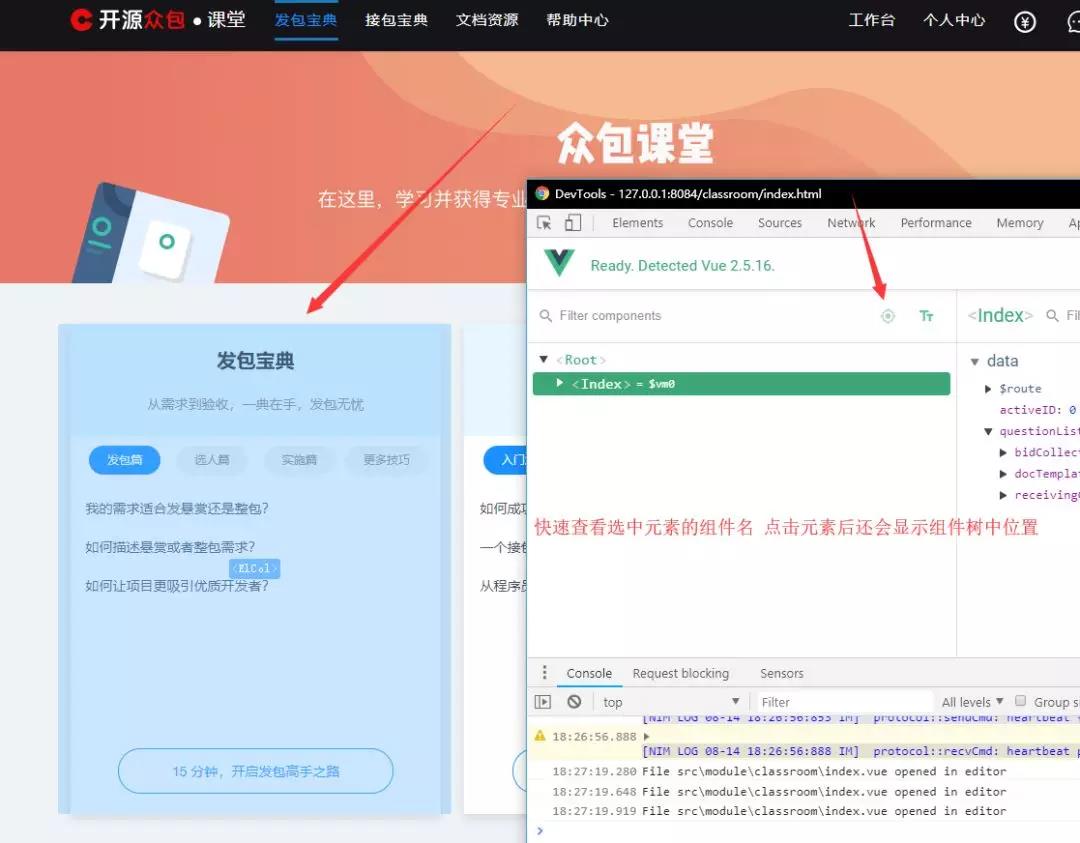 开源众包●课堂 发包宝典 接包宝典 文档资源 帮助中心 工作台 个人中心
众包课堂
在这里，学习并获得专业
DevTools - 127.0.0.1:8084/classroom/index.html
Elements Console Sources Network Performance Memory Ap
Ready. Detected Vue 2.5.16.
Filter components
<Index> Fil
<Root>
<Index> = $vm0
data
$route
activeID: 0
questionList
bidCollec
docTempla
receiving
快速查看选中元素的组件名 点击元素后还会显示组件树中位置
发包宝典
从需求到验收，一典在手，发包无忧
发包篇 选人篇 实施篇 更多技巧
我的需求适合发悬赏还是整包?
如何描述悬赏或者整包需求?
<ElCol>
如何让项目更吸引优质开发者?
15 分钟，开启发包高手之路
入门
如何成功
一个接包
从程序员
Console Request blocking Sensors
top Filter All levels Group si
[NIM LOG 08-14 18:26:56:853 IM] protocol::sendCmd: heartbeat
18:26:56.888
[NIM LOG 08-14 18:26:56:888 IM] protocol::recvCmd: heartbeat p
18:27:19.280 File src\module\classroom\index.vue opened in editor
18:27:19.648 File src\module\classroom\index.vue opened in editor
18:27:19.919 File src\module\classroom\index.vue opened in editor